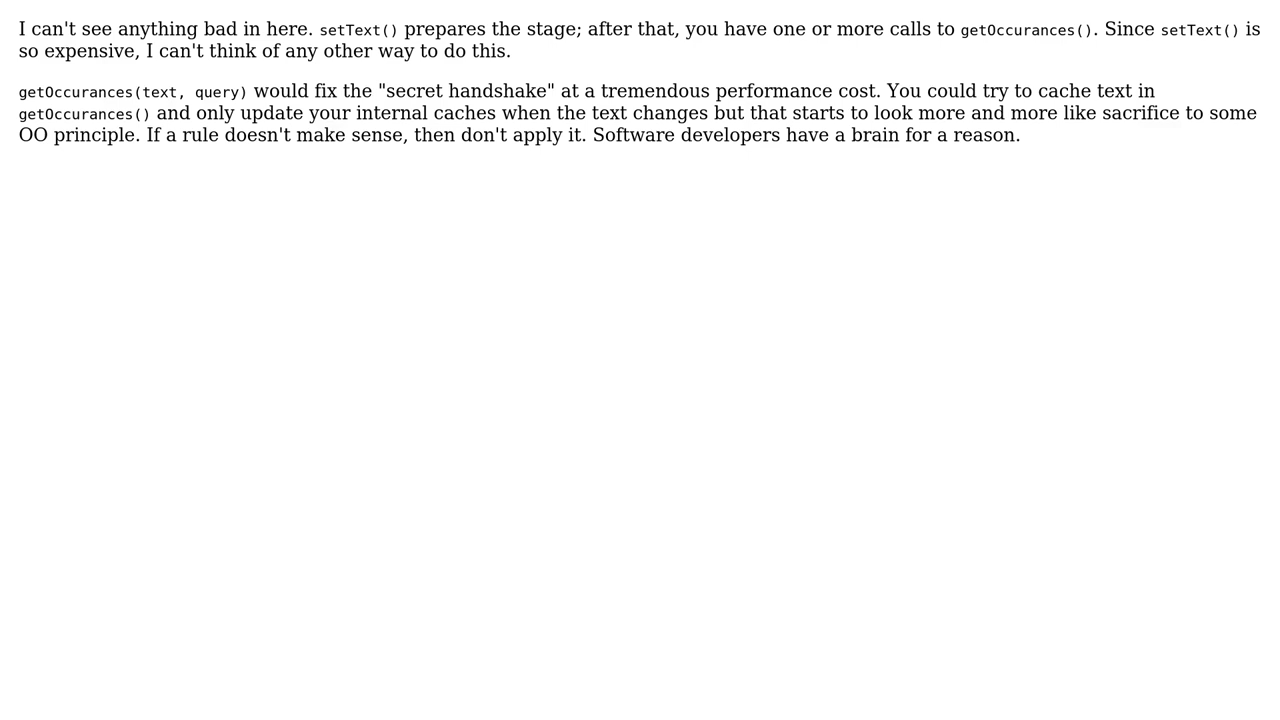 I can't see anything bad in here. setText() prepares the stage; after that, you have one or more calls to getOccurances(). Since setText() is
so expensive, I can't think of any other way to do this.
getOccurances(text, query) would fix the "secret handshake" at a tremendous performance cost. You could try to cache text in
getOccurances() and only update your internal caches when the text changes but that starts to look more and more like sacrifice to some
OO principle. If a rule doesn't make sense, then don't apply it. Software developers have a brain for a reason.